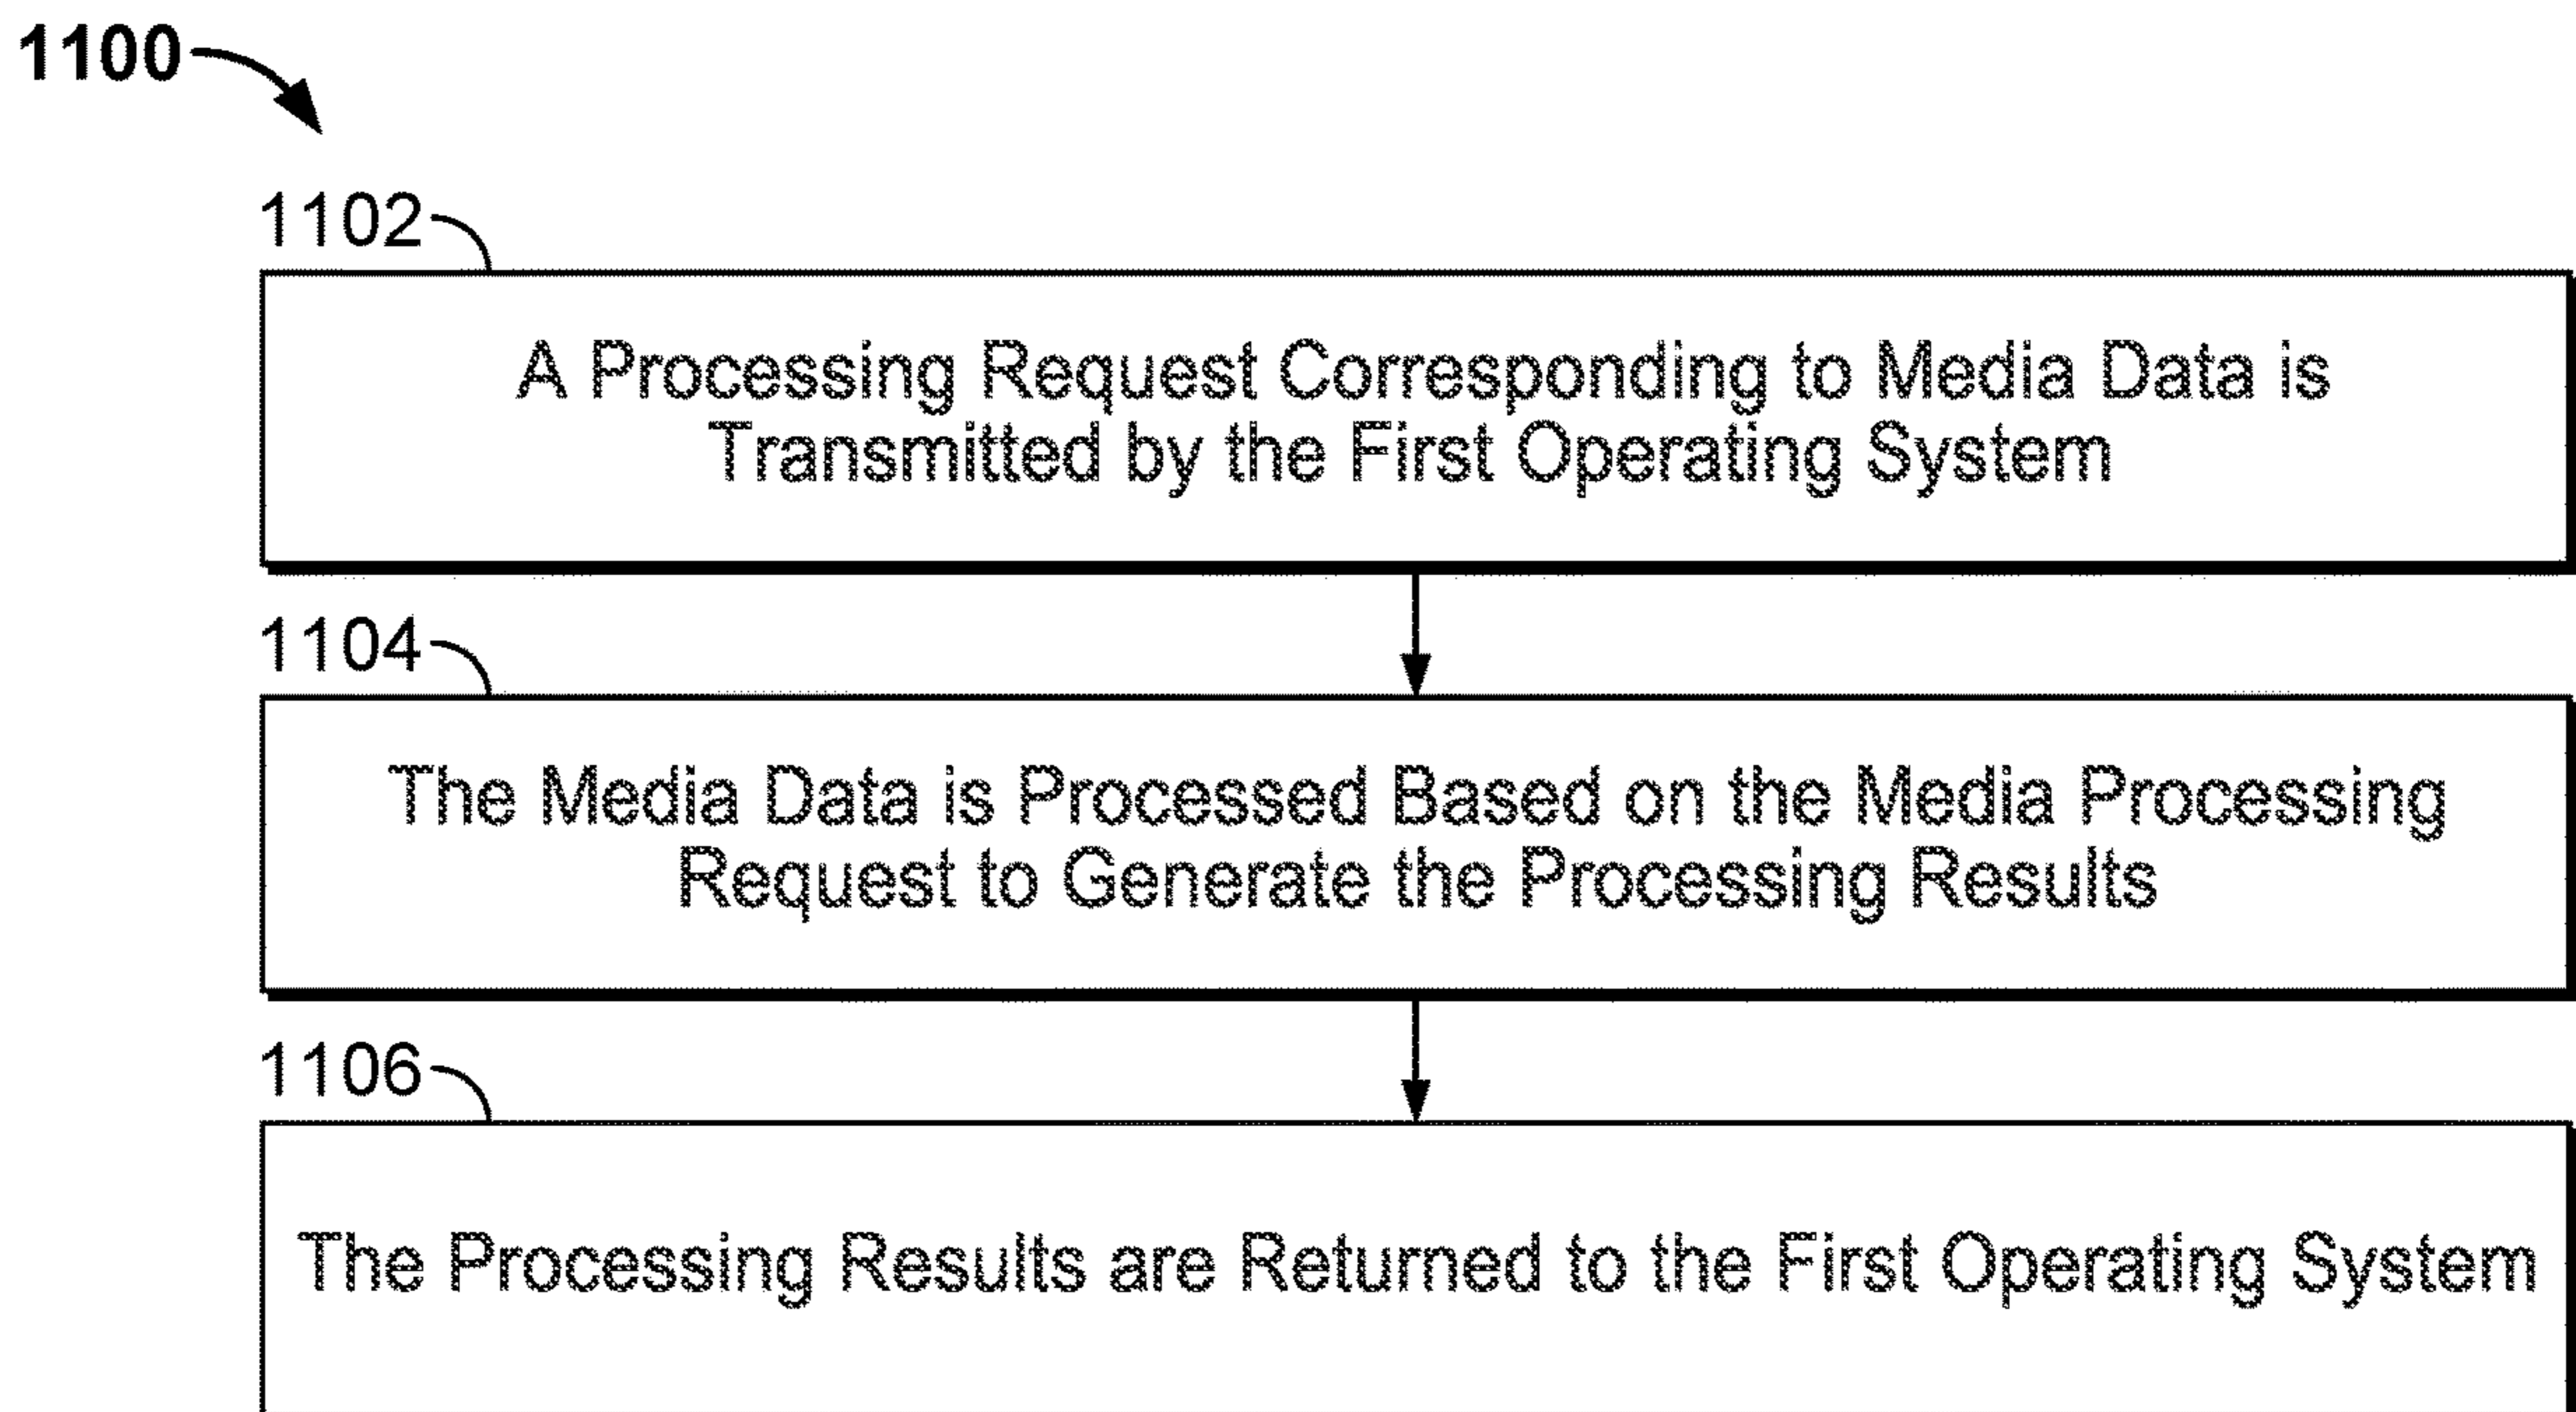 1100
1102
A Processing Request Corresponding to Media Data is
Transmitted by the First Operating System
1104
The Media Data is Processed Based on the Media Processing
Request to Generate the Processing Results
1106
The Processing Results are Returned to the First Operating System